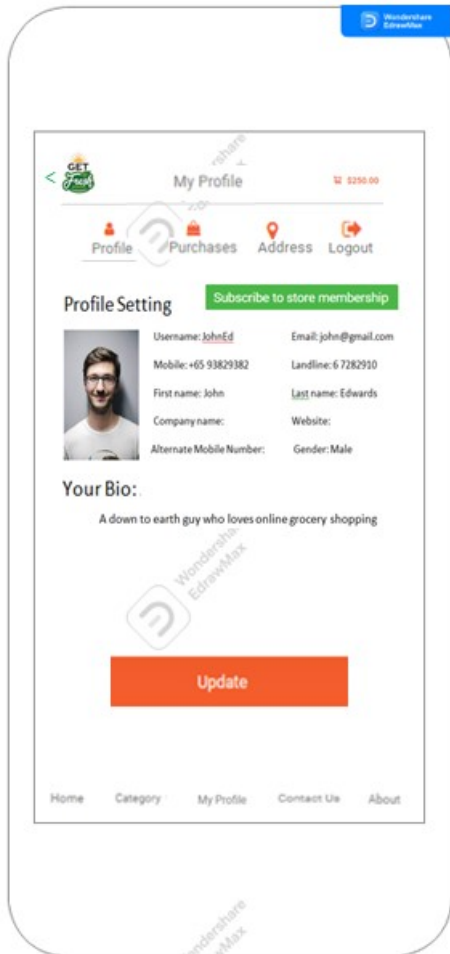 Wondershare
EdrawMax
GET
Fresh
< My Profile $250.00
Profile Purchases Address Logout
Profile Setting Subscribe to store membership
Username: JohnEd Email: john@gmail.com
Mobile: +65 93829382 Landline: 6 7282910
First name: John Last name: Edwards
Company name: Website:
Alternate Mobile Number: Gender: Male
Your Bio:
A down to earth guy who loves online grocery shopping
Wondershare
EdrawMax
Update
Home Category My Profile Contact Us About